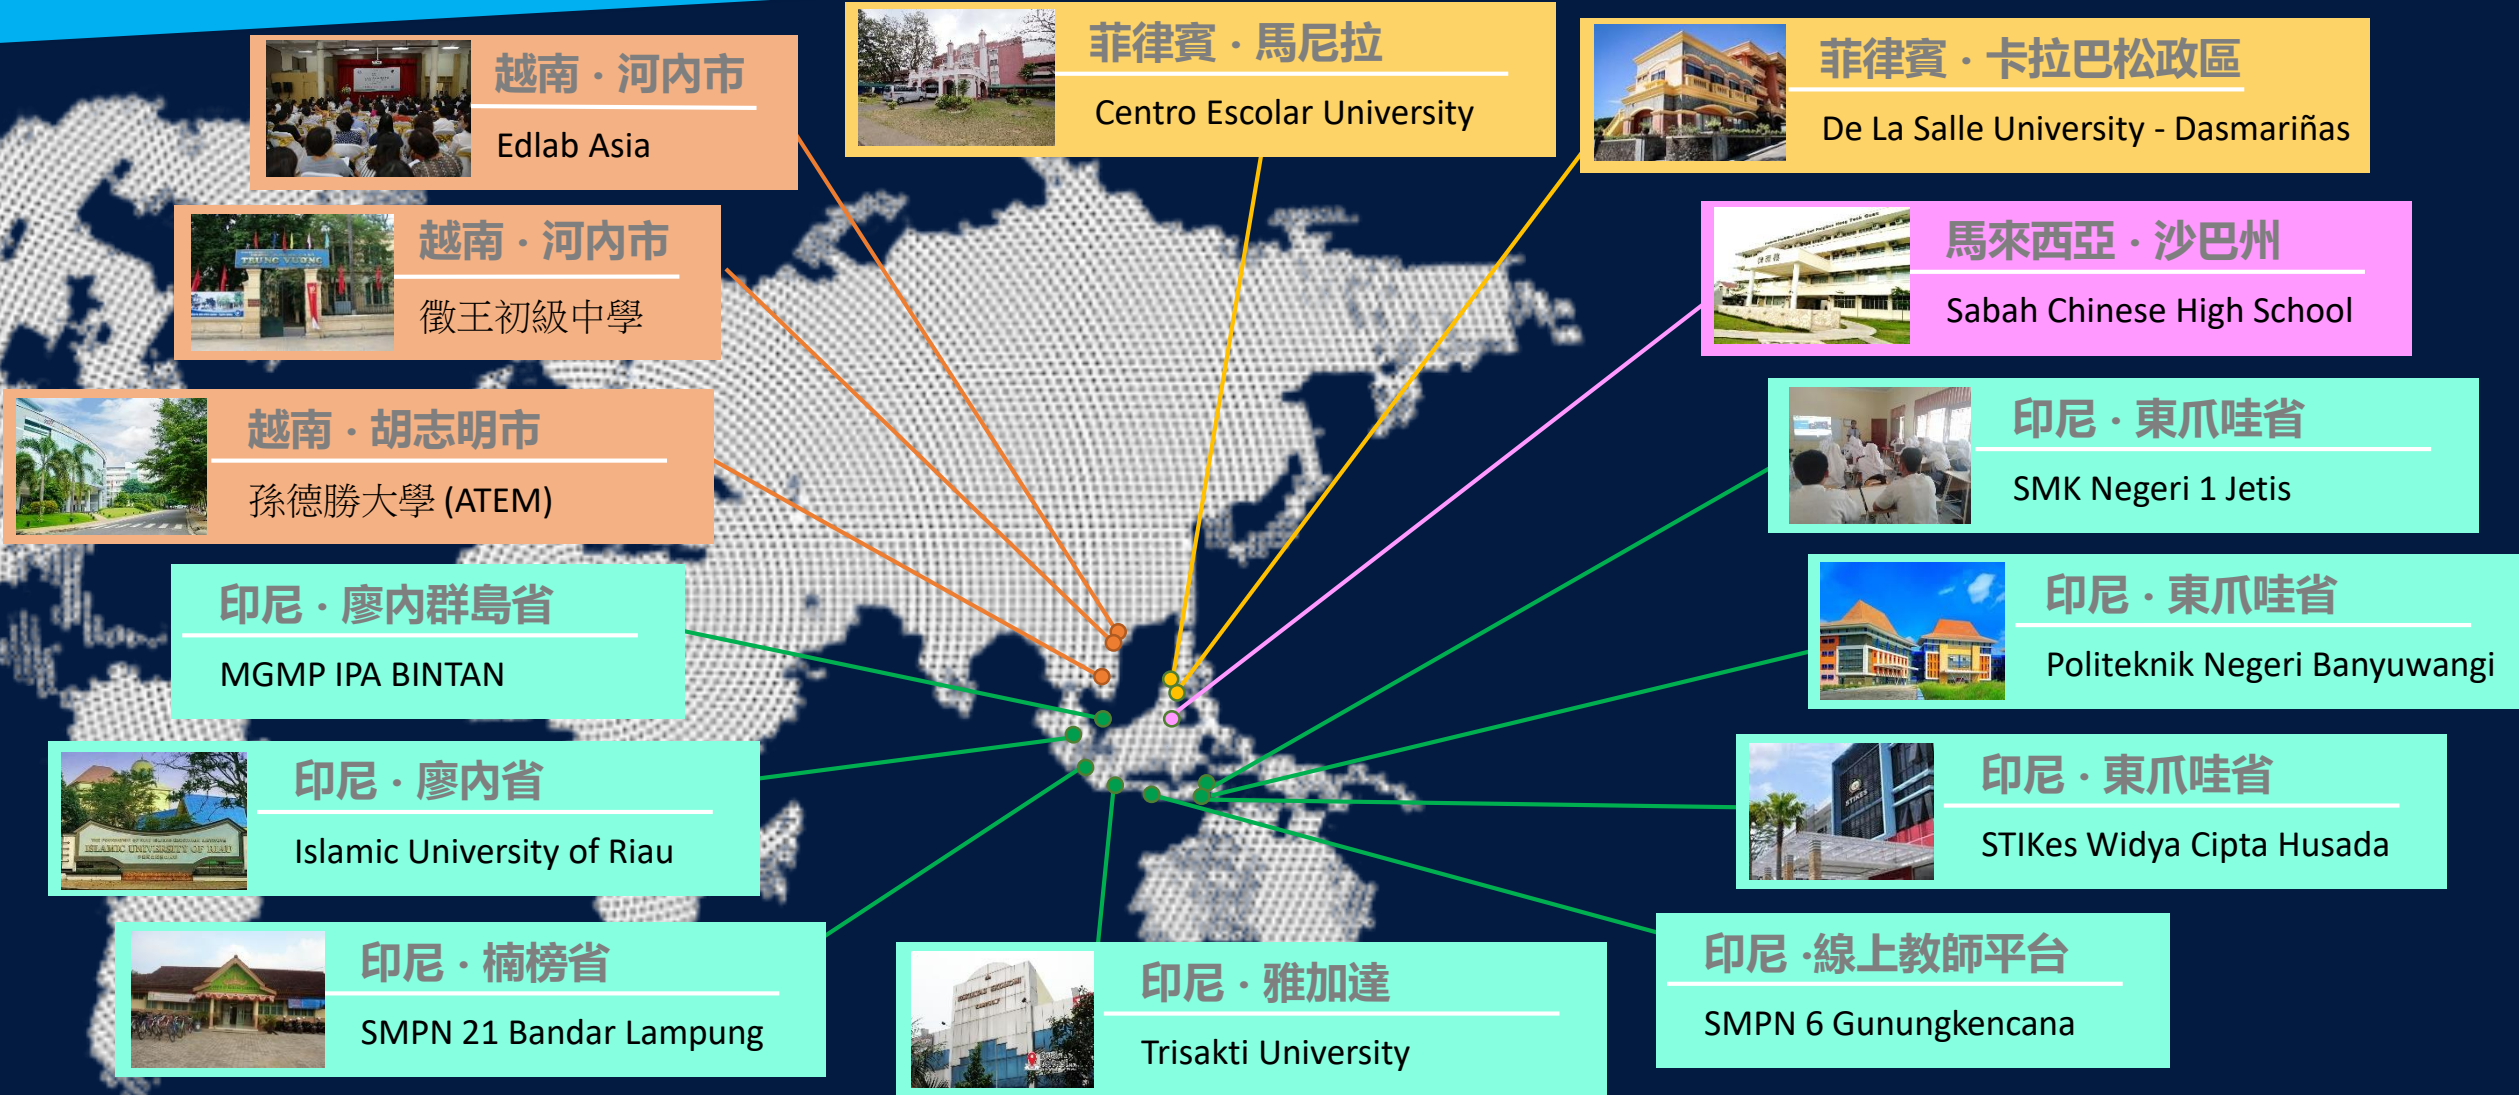 越南 · 河內市
Edlab Asia
菲律賓 · 馬尼拉
Centro Escolar University
菲律賓 · 卡拉巴松政區
De La Salle University - Dasmariñas
越南 · 河內市
徵王初級中學
TRUNG VUONG
馬來西亞 · 沙巴州
Sabah Chinese High School
越南 · 胡志明市
孫德勝大學 (ATEM)
印尼 · 東爪哇省
SMK Negeri 1 Jetis
印尼 · 廖內群島省
MGMP IPA BINTAN
印尼 · 東爪哇省
Politeknik Negeri Banyuwangi
印尼 · 廖內省
Islamic University of Riau
ISLAMIC UNIVERSITY OF RIAU
印尼 · 東爪哇省
STIKes Widya Cipta Husada
STIKES
印尼 · 楠榜省
SMPN 21 Bandar Lampung
印尼 · 雅加達
Trisakti University
印尼 ·線上教師平台
SMPN 6 Gunungkencana